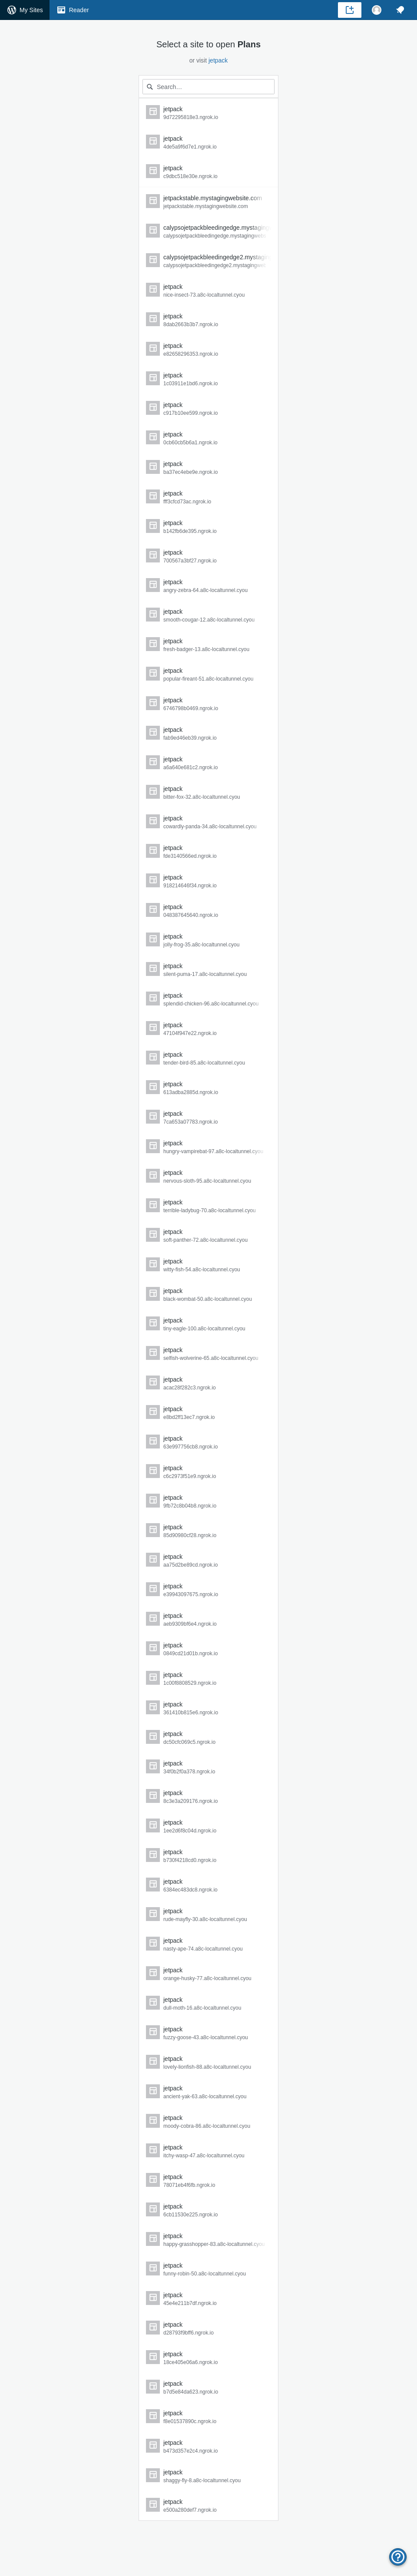 My Sites
Reader
Select a site to open Plans
or visit jetpack
Search...
jetpack
9d72295818e3.ngrok.io
jetpack
4de5a9f6d7e1.ngrok.io
jetpack
c9dbc518e30e.ngrok.io
jetpackstable.mystagingwebsite.com
jetpackstable.mystagingwebsite.com
calypsojetpackbleedingedge.mystaging
calypsojetpackbleedingedge.mystagingweb
calypsojetpackbleedingedge2.mystagin
calypsojetpackbleedingedge2.mystagingwe
jetpack
nice-insect-73.a8c-localtunnel.cyou
jetpack
8dab2663b3b7.ngrok.io
jetpack
e82658296353.ngrok.io
jetpack
1c03911e1bd6.ngrok.io
jetpack
c917b10ee599.ngrok.io
jetpack
0cb60cb5b6a1.ngrok.io
jetpack
ba37ec4ebe9e.ngrok.io
jetpack
fff3cfcd73ac.ngrok.io
jetpack
b142fb6de395.ngrok.io
jetpack
700567a3bf27.ngrok.io
jetpack
angry-zebra-64.a8c-localtunnel.cyou
jetpack
smooth-cougar-12.a8c-localtunnel.cyou
jetpack
fresh-badger-13.a8c-localtunnel.cyou
jetpack
popular-fireant-51.a8c-localtunnel.cyou
jetpack
6746798b0469.ngrok.io
jetpack
fab9ed46eb39.ngrok.io
jetpack
a6a640e681c2.ngrok.io
jetpack
bitter-fox-32.a8c-localtunnel.cyou
jetpack
cowardly-panda-34.a8c-localtunnel.cyou
jetpack
fde3140566ed.ngrok.io
jetpack
918214646f34.ngrok.io
jetpack
048387645640.ngrok.io
jetpack
jolly-frog-35.a8c-localtunnel.cyou
jetpack
silent-puma-17.a8c-localtunnel.cyou
jetpack
splendid-chicken-96.a8c-localtunnel.cyou
jetpack
47104f947e22.ngrok.io
jetpack
tender-bird-85.a8c-localtunnel.cyou
jetpack
613adba2885d.ngrok.io
jetpack
7ca653a07783.ngrok.io
jetpack
hungry-vampirebat-97.a8c-localtunnel.cyou
jetpack
nervous-sloth-95.a8c-localtunnel.cyou
jetpack
terrible-ladybug-70.a8c-localtunnel.cyou
jetpack
soft-panther-72.a8c-localtunnel.cyou
jetpack
witty-fish-54.a8c-localtunnel.cyou
jetpack
black-wombat-50.a8c-localtunnel.cyou
jetpack
tiny-eagle-100.a8c-localtunnel.cyou
jetpack
selfish-wolverine-65.a8c-localtunnel.cyou
jetpack
acac28f282c3.ngrok.io
jetpack
e8bd2ff13ec7.ngrok.io
jetpack
63e997756cb8.ngrok.io
jetpack
c6c2973f51e9.ngrok.io
jetpack
9fb72c8b04b8.ngrok.io
jetpack
85d90980cf28.ngrok.io
jetpack
aa75d2be89cd.ngrok.io
jetpack
e39943097675.ngrok.io
jetpack
aeb9309bf6e4.ngrok.io
jetpack
0849cd21d01b.ngrok.io
jetpack
1c00f8608529.ngrok.io
jetpack
361410b815e6.ngrok.io
jetpack
dc50cfc069c5.ngrok.io
jetpack
34f0b2f0a378.ngrok.io
jetpack
ftc3e3a209176.ngrok.io
jetpack
1ee2d6f8c04d.ngrok.io
jetpack
b730f4218cd0.ngrok.io
jetpack
6384ec483dc8.ngrok.io
jetpack
rude-mayfly-30.a8c-localtunnel.cyou
jetpack
nasty-ape-74.a8c-localtunnel.cyou
jetpack
orange-husky-77.a8c-localtunnel.cyou
jetpack
dull-moth-16.a8c-localtunnel.cyou
jetpack
fuzzy-goose-43.a8c-localtunnel.cyou
jetpack
lovely-lionfish-86.a8c-localtunnel.cyou
jetpack
ancient-yak-63.a8c-localtunnel.cyou
jetpack
moody-cobra-86.a8c-localtunnel.cyou
jetpack
itchy-wasp-47.a8c-localtunnel.cyou
jetpack
78071eb4f6fb.ngrok.io
jetpack
6cb11530e225.ngrok.io
jetpack
happy-grasshopper-83.a8c-localtunnel.cyou
jetpack
funny-robin-50.a8c-localtunnel.cyou
jetpack
45e4e211b7df.ngrok.io
jetpack
d28793f9bff6.ngrok.io
jetpack
18ce405e06a6.ngrok.io
jetpack
b7d5e84da623.ngrok.io
jetpack
f8e01537890c.ngrok.io
jetpack
b473d357e2c4.ngrok.io
jetpack
shaggy-fly-8.a8c-localtunnel.cyou
jetpack
e500a280def7.ngrok.io